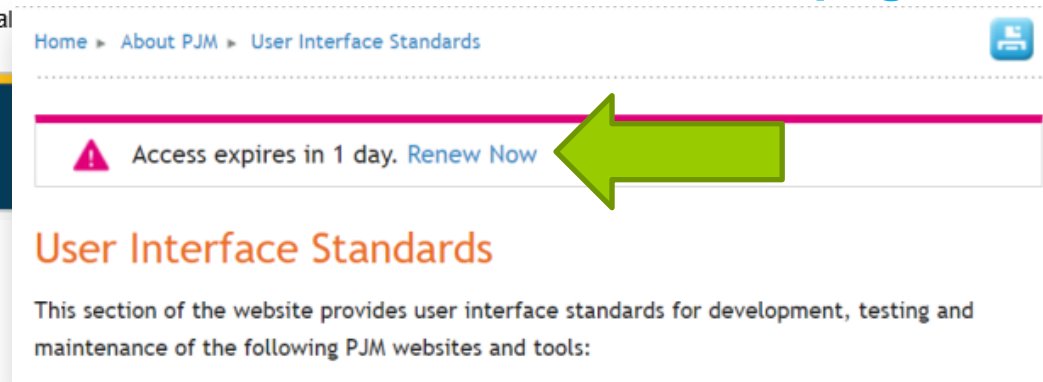 Home ▸ About PJM ▸ User Interface Standards
Access expires in 1 day. Renew Now
User Interface Standards
This section of the website provides user interface standards for development, testing and
maintenance of the following PJM websites and tools: